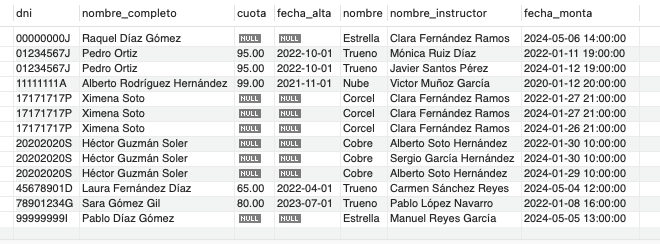 dni nombre_completo cuota fecha_alta nombre nombre_instructor fecha_monta
00000000J Raquel Díaz Gómez NULL NULL Estrella Clara Fernández Ramos 2024-05-06 14:00:00
01234567J Pedro Ortiz 95.00 2022-10-01 Trueno Mónica Ruiz Díaz 2022-01-11 19:00:00
01234567J Pedro Ortiz 95.00 2022-10-01 Trueno Javier Santos Pérez 2024-01-12 19:00:00
11111111A Alberto Rodríguez Hernández 99.00 2021-11-01 Nube Victor Muñoz García 2020-01-12 20:00:00
17171717P Ximena Soto NULL NULL Corcel Clara Fernández Ramos 2022-01-27 21:00:00
17171717P Ximena Soto NULL NULL Corcel Clara Fernández Ramos 2024-01-27 21:00:00
17171717P Ximena Soto NULL NULL Corcel Clara Fernández Ramos 2024-01-26 21:00:00
20202020S Héctor Guzmán Soler NULL NULL Cobre Alberto Soto Hernández 2022-01-30 10:00:00
20202020S Héctor Guzmán Soler NULL NULL Cobre Sergio García Hernández 2024-01-30 10:00:00
20202020S Héctor Guzmán Soler NULL NULL Cobre Alberto Soto Hernández 2024-01-29 10:00:00
45678901D Laura Fernández Díaz 65.00 2022-04-01 Trueno Carmen Sánchez Reyes 2024-05-04 12:00:00
78901234G Sara Gómez Gil 80.00 2023-07-01 Trueno Pablo López Navarro 2022-01-08 16:00:00
99999999I Pablo Díaz Gómez NULL NULL Estrella Manuel Reyes García 2024-05-05 13:00:00